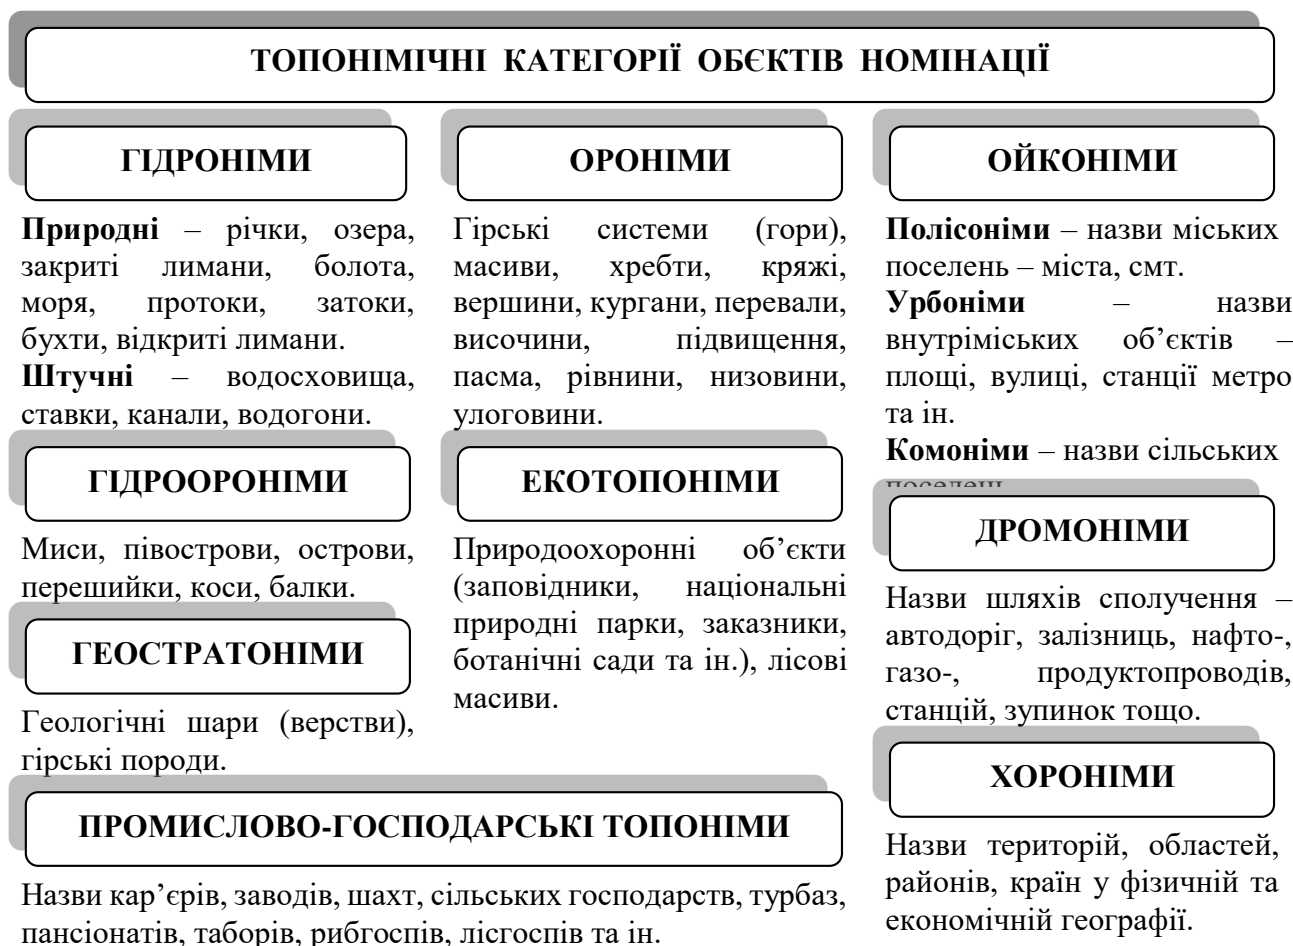 ТОПОНІМІЧНІ КАТЕГОРІЇ ОБЄКТІВ НОМІНАЦІЇ
ГІДРОНІМИ
Природні – річки, озера,
закриті лимани, болота,
моря, протоки, затоки,
бухти, відкриті лимани.
Штучні – водосховища,
ставки, канали, водогони.
ГІДРООРОНІМИ
Миси, півострови, острови,
перешийки, коси, балки.
ГЕОСТРАТОНІМИ
Геологічні шари (верстви),
гірські породи.
ОРОНІМИ
Гірські системи (гори),
масиви, хребти, кряжі,
вершини, кургани, перевали,
височини, підвищення,
пасма, рівнини, низовини,
улоговини.
ЕКОТОПОНІМИ
Природоохоронні об’єкти
(заповідники, національні
природні парки, заказники,
ботанічні сади та ін.), лісові
масиви.
ПРОМИСЛОВО-ГОСПОДАРСЬКІ ТОПОНІМИ
Назви кар’єрів, заводів, шахт, сільських господарств, турбаз,
пансіонатів, таборів, рибгоспів, лісгоспів та ін.
ОЙКОНІМИ
Полісоніми – назви міських
поселень – міста, смт.
Урбоніми – назви
внутріміських об’єктів –
площі, вулиці, станції метро
та ін.
Комоніми – назви сільських
ДРОМОНІМИ
Назви шляхів сполучення –
автодоріг, залізниць, нафто-,
газо-, продуктопроводів,
станцій, зупинок тощо.
ХОРОНІМИ
Назви територій, областей,
районів, країн у фізичній та
економічній географії.